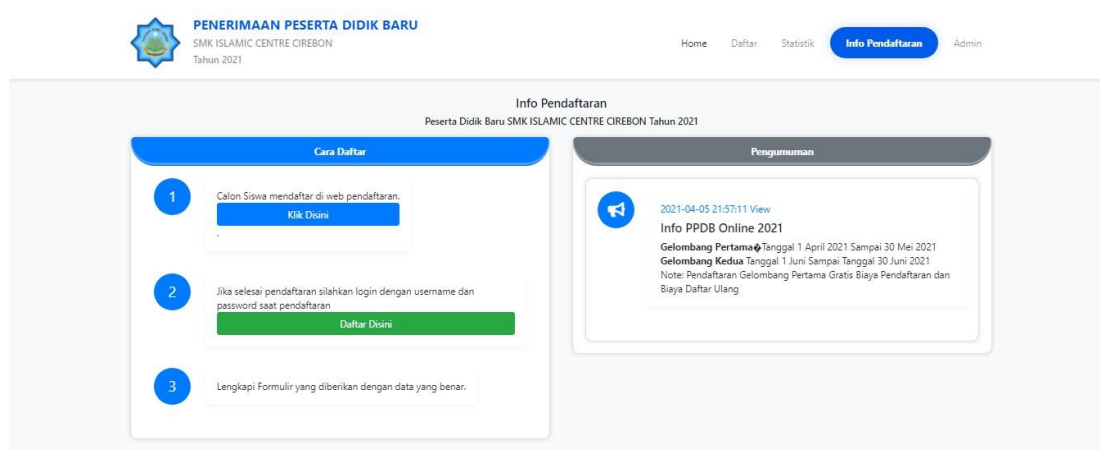 PENERIMAAN PESERTA DIDIK BARU
SMK ISLAMIC CENTRE CIREBON
Tahun 2021
Home Daftar Statistik Info Pendaftaran Admin
Info Pendaftaran
Peserta Didik Baru SMK ISLAMIC CENTRE CIREBON Tahun 2021
Cara Daftar
1
Calon Siswa mendaftar di web pendaftaran.
Klik Disini
.
2
Jika selesai pendaftaran silahkan login dengan username dan
password saat pendaftaran
Daftar Disini
3
Lengkapi Formulir yang diberikan dengan data yang benar.
Pengumuman
2021-04-05 21:57:11 View
Info PPDB Online 2021
Gelombang Pertama�Tanggal 1 April 2021 Sampai 30 Mei 2021
Gelombang Kedua Tanggal 1 Juni Sampai Tanggal 30 Juni 2021
Note: Pendaftaran Gelombang Pertama Gratis Biaya Pendaftaran dan
Biaya Daftar Ulang